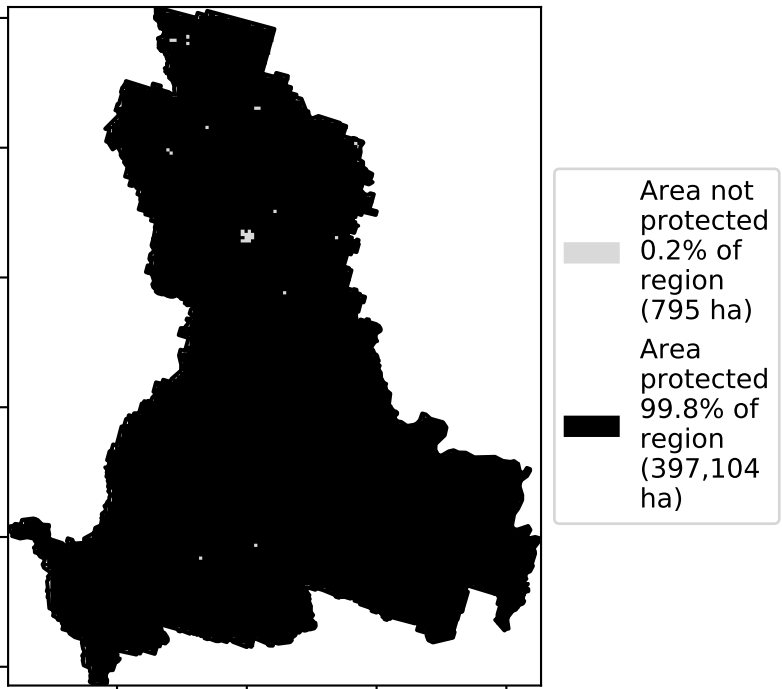 Area not
protected
0.2% of
region
(795 ha)
Area
protected
99.8% of
region
(397,104
ha)